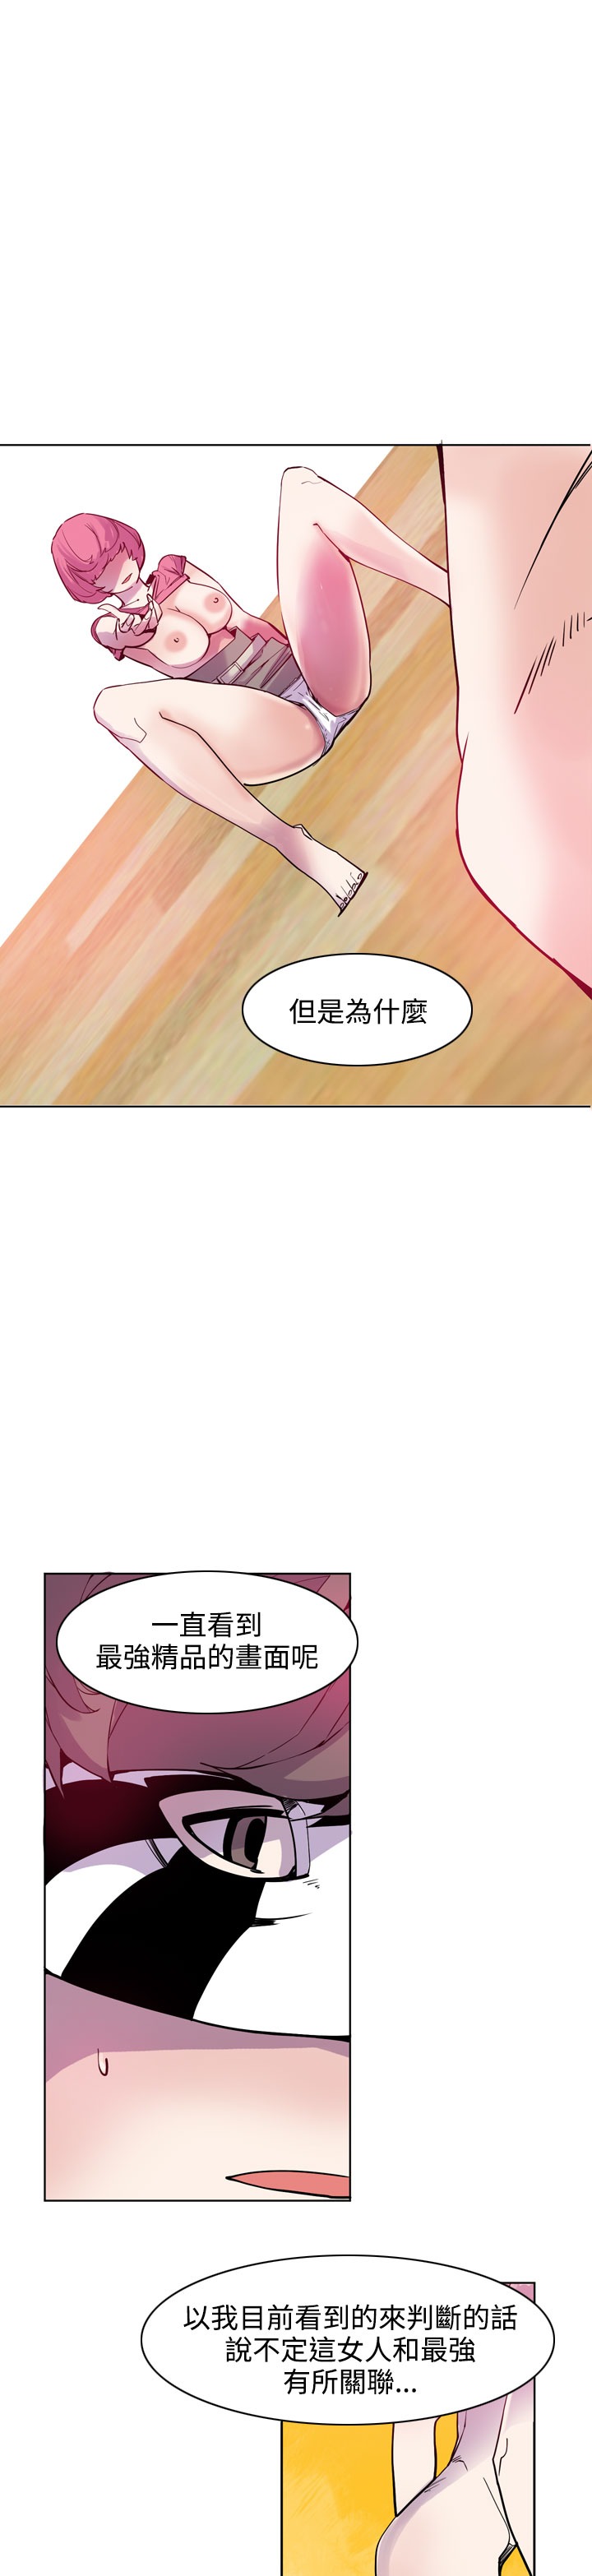 但是為什麼
一直看到
最強精品的畫面呢
以我目前看到的來判斷的話
說不定這女人和最強
有所關聯...